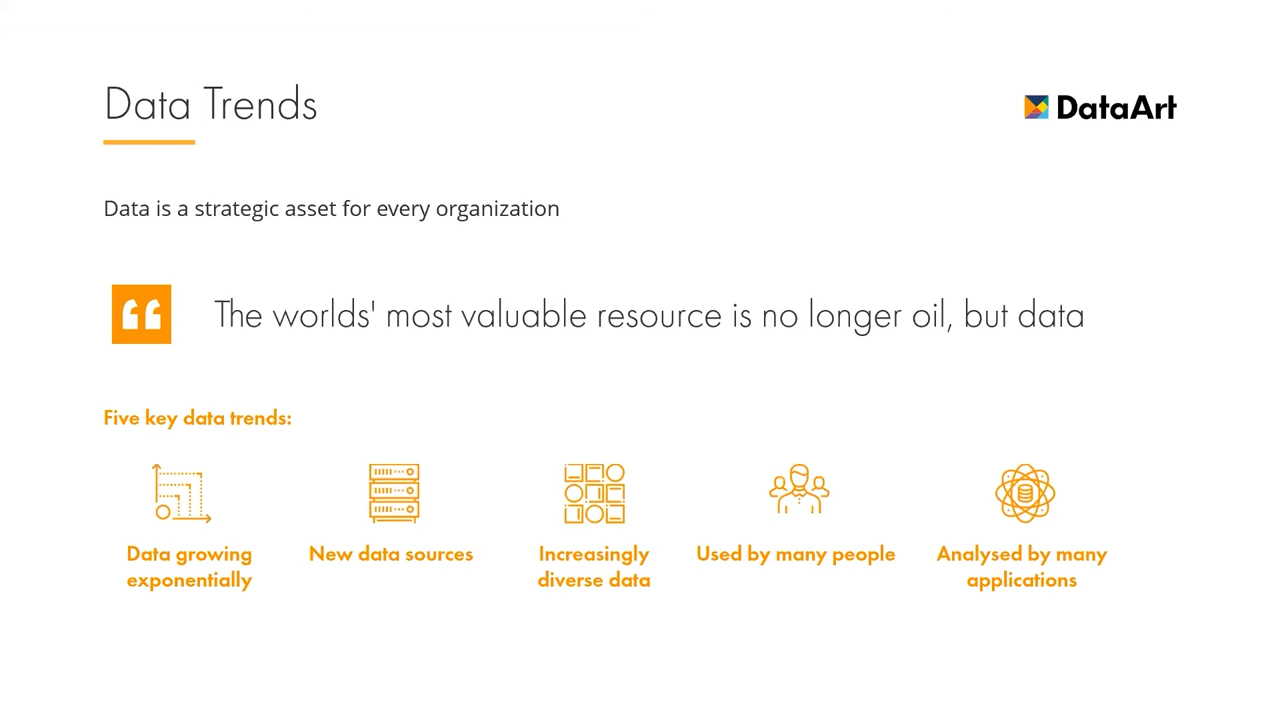 Data Trends
DataArt
Data is a strategic asset for every organization
The worlds' most valuable resource is no longer oil, but data
Five key data trends:
Data growing
exponentially
New data sources
Increasingly
diverse data
Used by many people
Analysed by many
applications